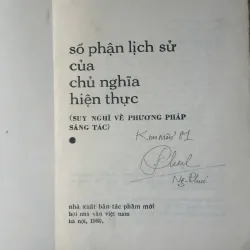 số phận lịch sử
của
chủ nghĩa
hiện thực
(SUY NGHĨ VỀ PHƯƠNG PHÁP
SÁNG TÁC)
nhà xuất bản tác phẩm mới
hội nhà văn việt nam
hà nội, 1980.